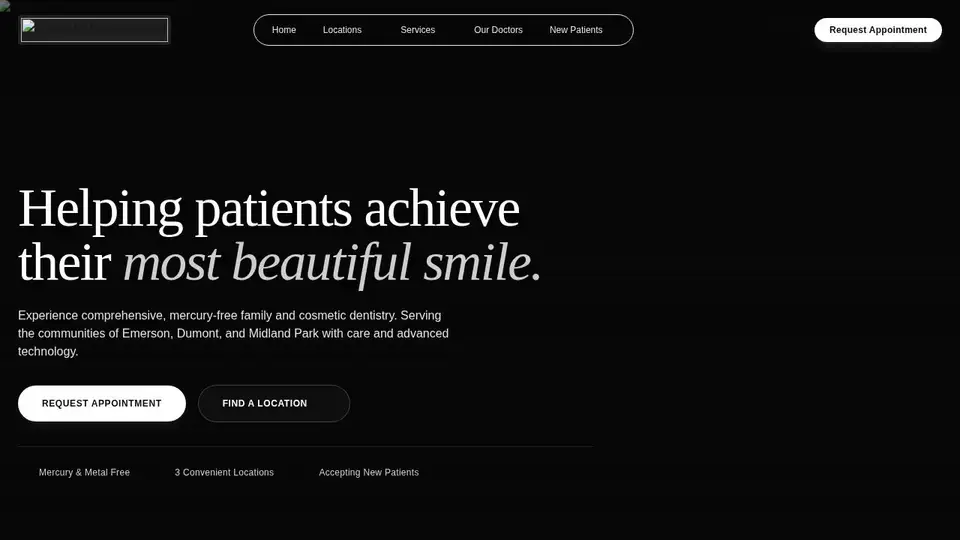 Home
Locations
Services
Our Doctors
New Patients
Request Appointment
Helping patients achieve
their most beautiful smile.
Experience comprehensive, mercury-free family and cosmetic dentistry. Serving
the communities of Emerson, Dumont, and Midland Park with care and advanced
technology.
REQUEST APPOINTMENT
FIND A LOCATION
Mercury & Metal Free
3 Convenient Locations
Accepting New Patients